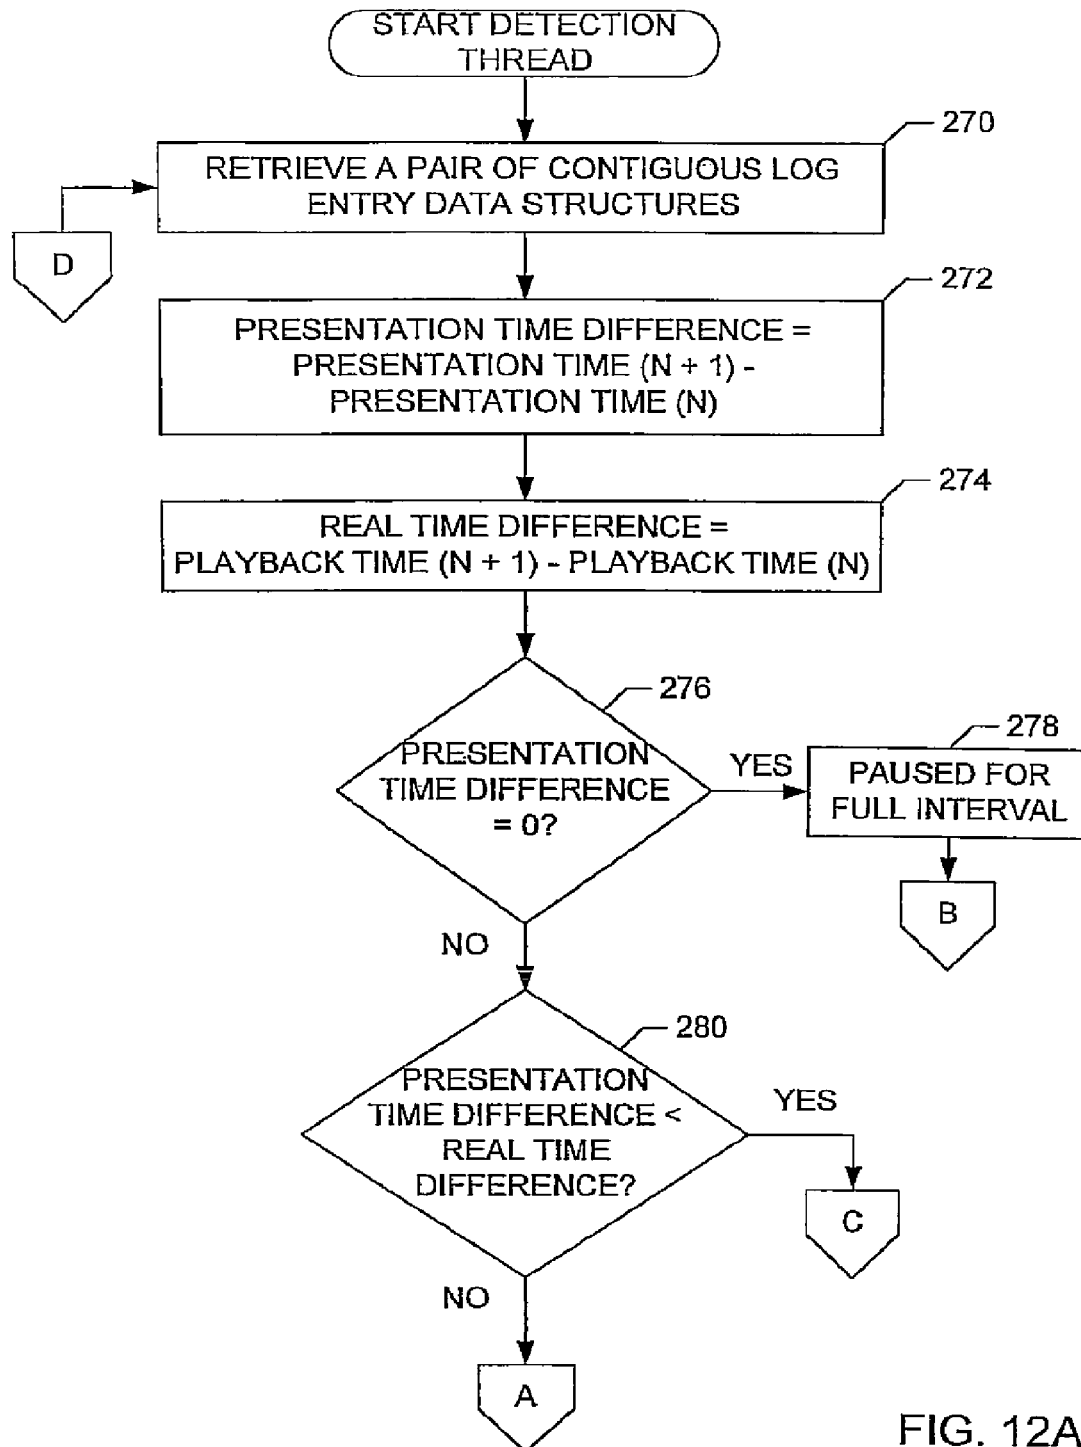 START DETECTION
THREAD
270
RETRIEVE A PAIR OF CONTIGUOUS LOG
ENTRY DATA STRUCTURES
D
272
PRESENTATION TIME DIFFERENCE =
PRESENTATION TIME (N + 1) -
PRESENTATION TIME (N)
274
REAL TIME DIFFERENCE =
PLAYBACK TIME (N + 1) - PLAYBACK TIME (N)
276
PRESENTATION
TIME DIFFERENCE
= 0?
YES
278
PAUSED FOR
FULL INTERVAL
B
NO
280
PRESENTATION
TIME DIFFERENCE <
REAL TIME
DIFFERENCE?
YES
C
NO
A
FIG. 12A